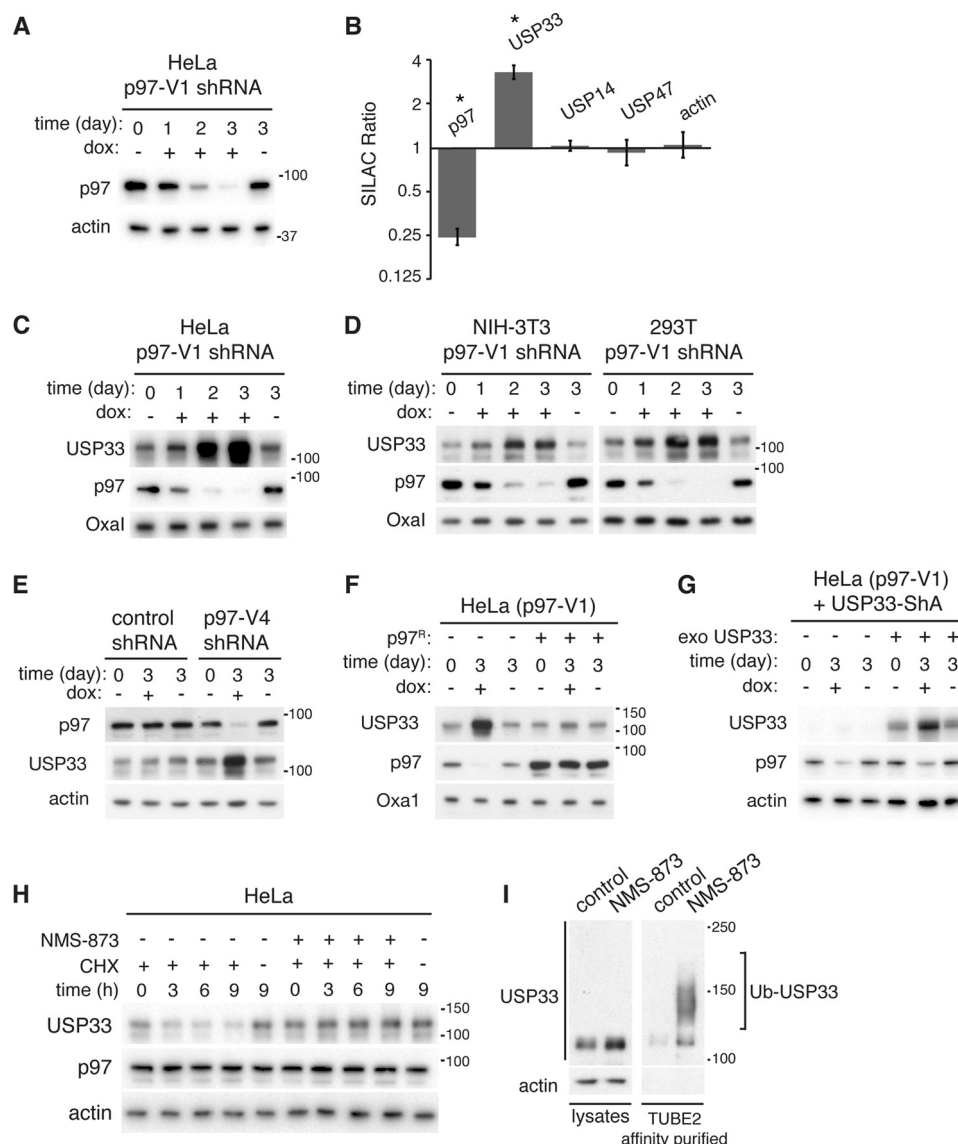 A
HeLa
p97-V1 shRNA
time (day): 0 1 2 3 3
dox: - + + + -
p97
-100
actin
-37
B
SILAC Ratio
4
2
1
0.5
0.25
0.125
* p97
* USP33
USP14
USP47
actin
C
HeLa
p97-V1 shRNA
time (day): 0 1 2 3 3
dox: - + + + -
USP33
-100
-100
p97
OxaI
D
NIH-3T3 293T
p97-V1 shRNA p97-V1 shRNA
time (day): 0 1 2 3 3 0 1 2 3 3
dox: - + + + - - + + + -
USP33
-100
-100
p97
OxaI
E
control p97-V4
shRNA shRNA
time (day): 0 3 3 0 3 3
dox: - + - - + -
p97
-100
USP33
-100
actin
F
HeLa (p97-V1)
p97R: - - - + + +
time (day): 0 3 3 0 3 3
dox: - + - - + -
-150
USP33
-100
-100
p97
Oxa1
G
HeLa (p97-V1)
+ USP33-ShA
exo USP33: - - - + + +
time (day): 0 3 3 0 3 3
dox: - + - - + -
USP33
p97
actin
H
HeLa
NMS-873 - - - - - + + + + -
CHX + + + + - + + + + -
time (h) 0 3 6 9 9 0 3 6 9 9
-150
USP33
-100
p97
-100
actin
I
control NMS-873 control NMS-873
-250
USP33
-150
Ub-USP33
-100
actin
lysates TUBE2
affinity purified